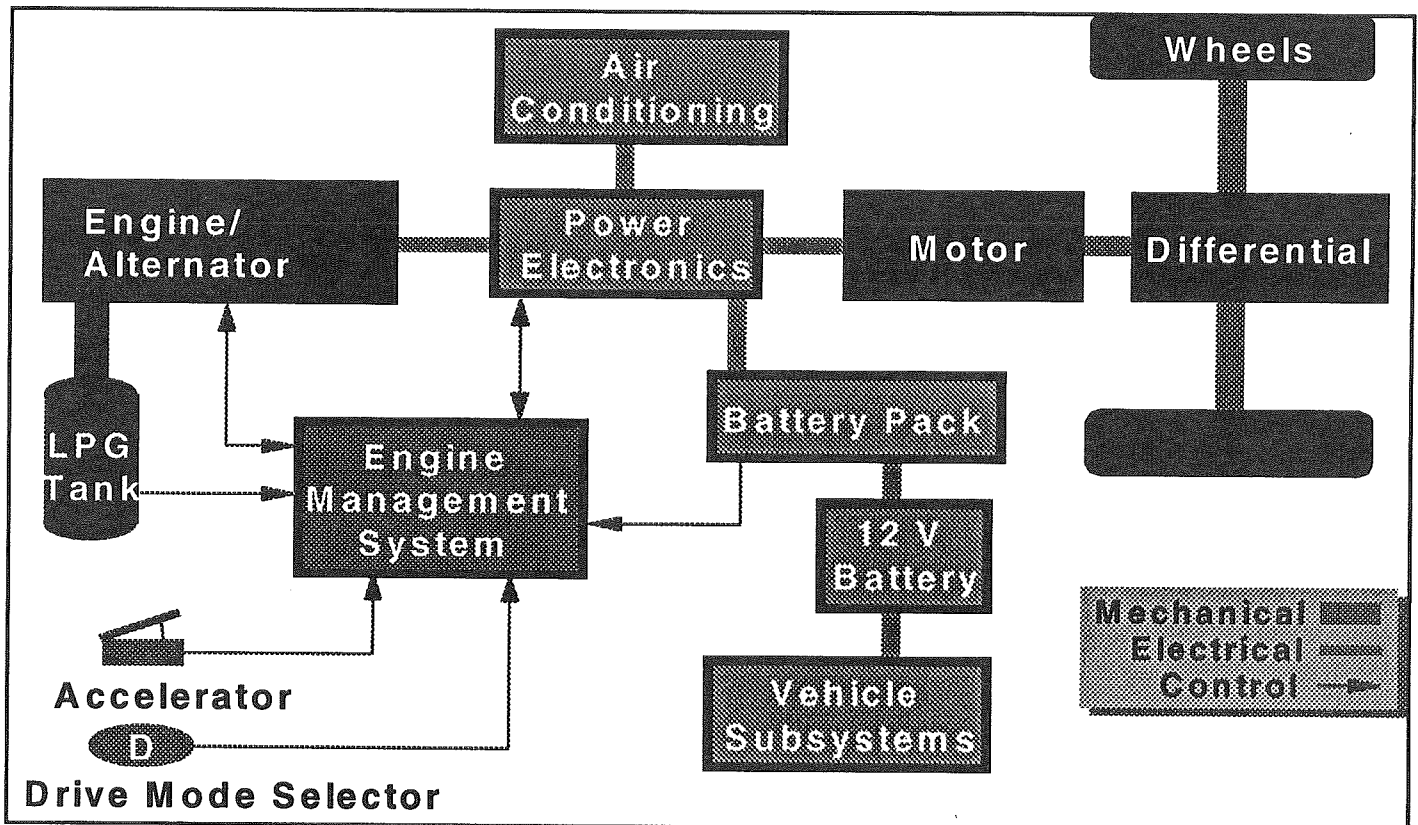 Air
Conditioning
Wheels
Engine/
Alternator
Power
Electronics
Motor
Differential
LPG
Tank
Engine
Management
System
Battery Pack
12 V
Battery
Accelerator
D
Drive Mode Selector
Vehicle
Subsystems
Mechanical
Electrical
Control